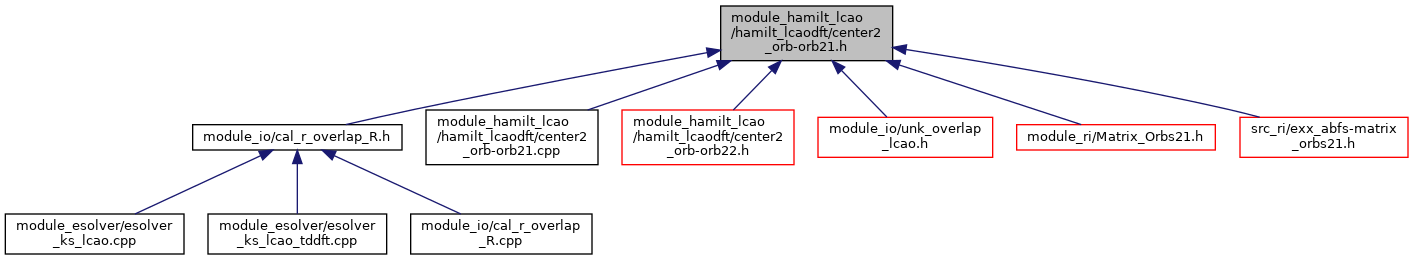 module_hamilt_lcao
/hamilt_lcaodft/center2
_orb-orb21.h
module_io/cal_r_overlap_R.h
module_hamilt_lcao
/hamilt_lcaodft/center2
_orb-orb21.cpp
module_hamilt_lcao
/hamilt_lcaodft/center2
_orb-orb22.h
module_io/unk_overlap
_lcao.h
module_ri/Matrix_Orbs21.h
src_ri/exx_abfs-matrix
_orbs21.h
module_esolver/esolver
_ks_lcao.cpp
module_esolver/esolver
_ks_lcao_tddft.cpp
module_io/cal_r_overlap
_R.cpp